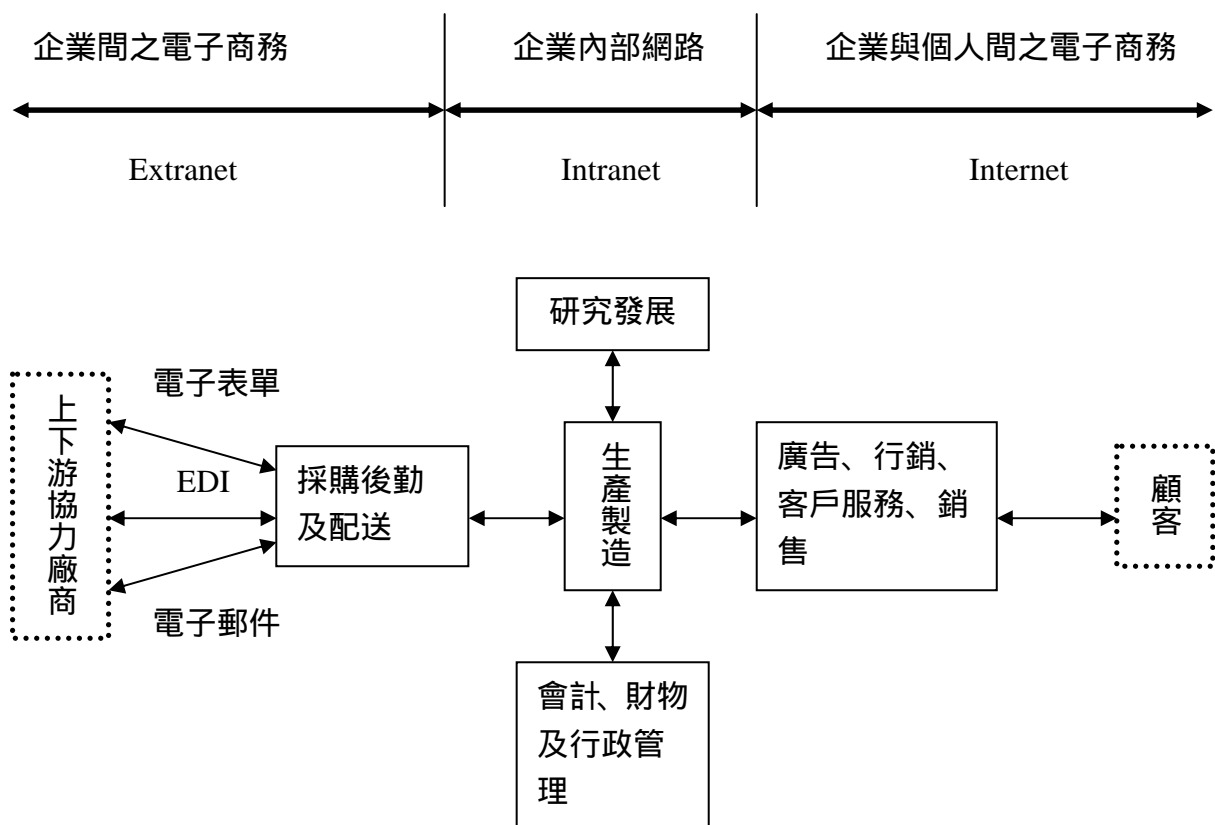 企業間之電子商務
企業內部網路
企業與個人間之電子商務
Extranet
Intranet
Internet
研究發展
電子表單
上下游協力廠商
EDI
採購後勤
及配送
生產製造
廣告、行銷、
客戶服務、銷
售
顧客
電子郵件
會計、財物
及行政管
理